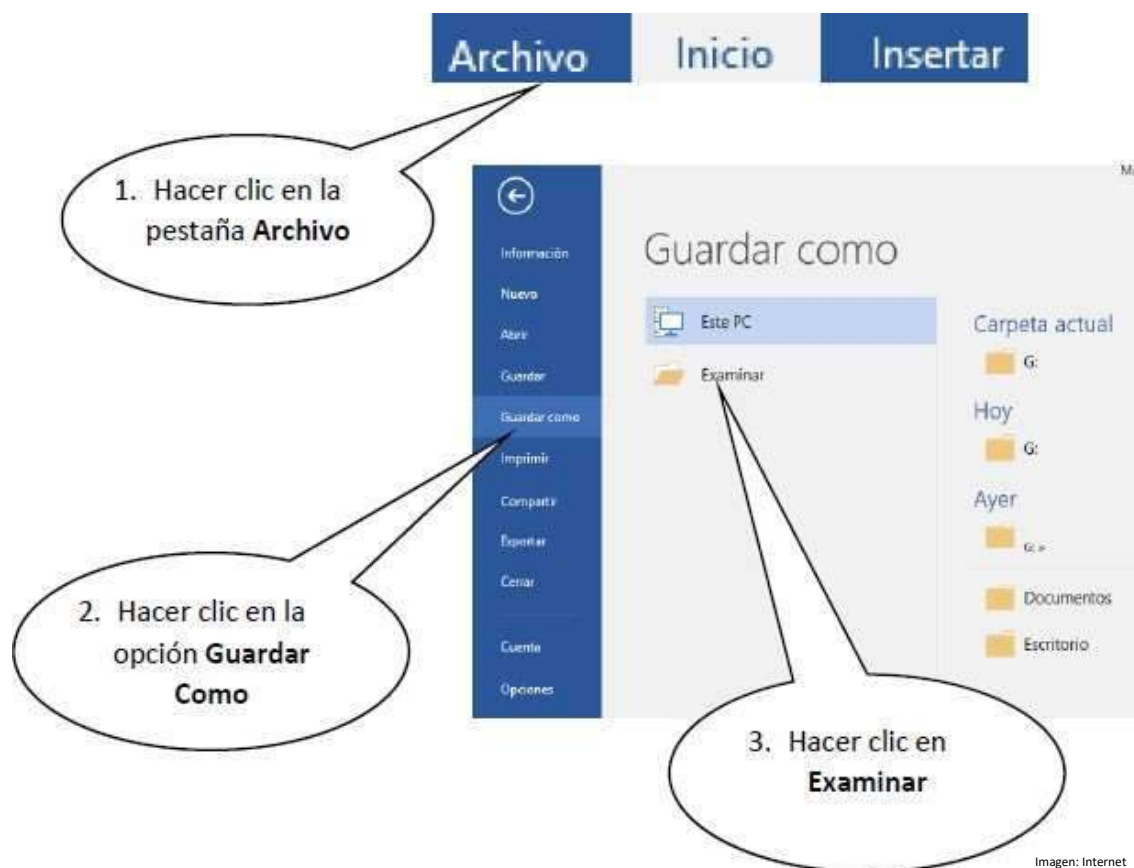 Archivo Inicio Insertar
1. Hacer clic en la
pestaña Archivo
Información
Nuevo
Abrir
Guardar
Guardar como
Imprimir
Compartir
Exportar
Cerrar
Cuenta
Opciones
Guardar como
Este PC
Examinar
Carpeta actual
G:
Hoy
G:
Ayer
Documentos
Escritorio
2. Hacer clic en la
opción Guardar
Como
3. Hacer clic en
Examinar
Imagen: Internet